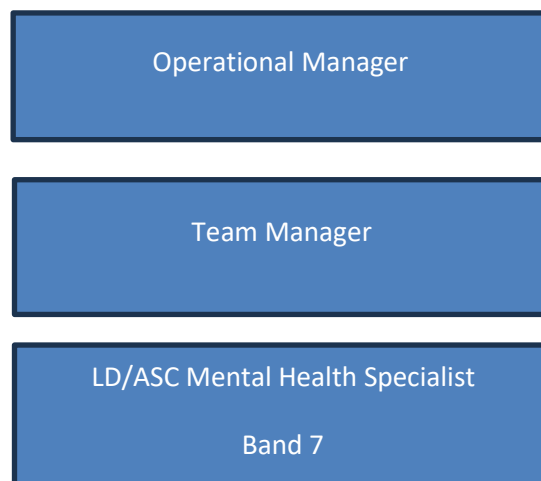 Operational Manager
Team Manager
LD/ASC Mental Health Specialist
Band 7